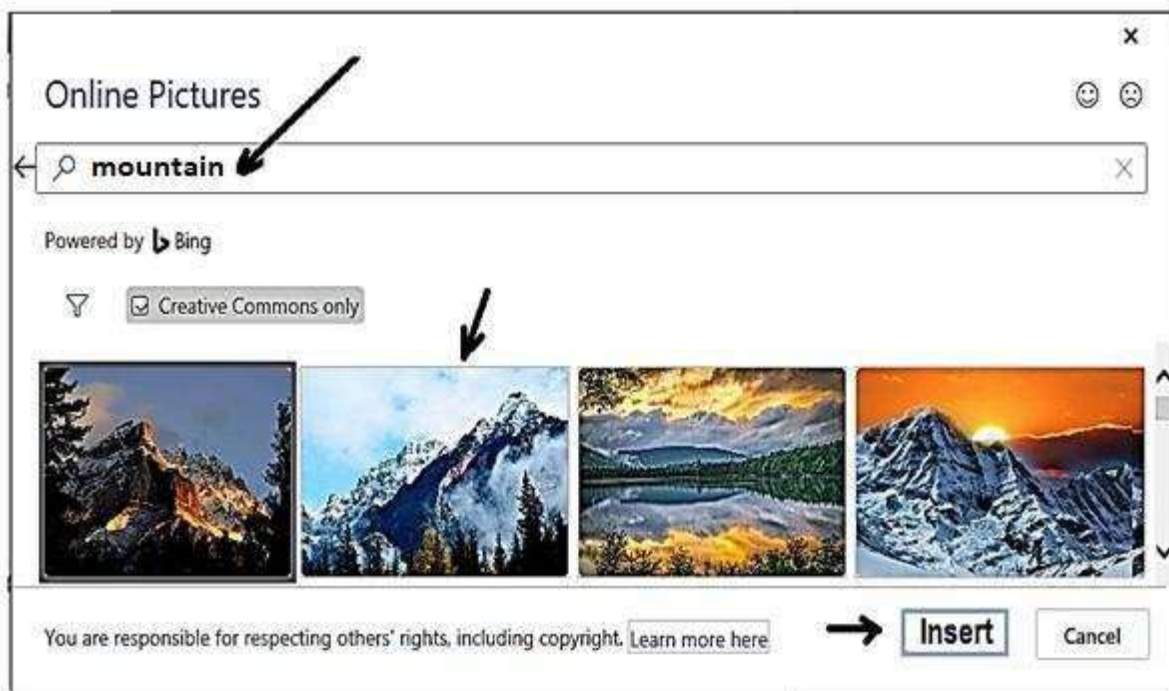 Online Pictures
mountain
Powered by Bing
Creative Commons only
You are responsible for respecting others' rights, including copyright. Learn more here
Insert
Cancel